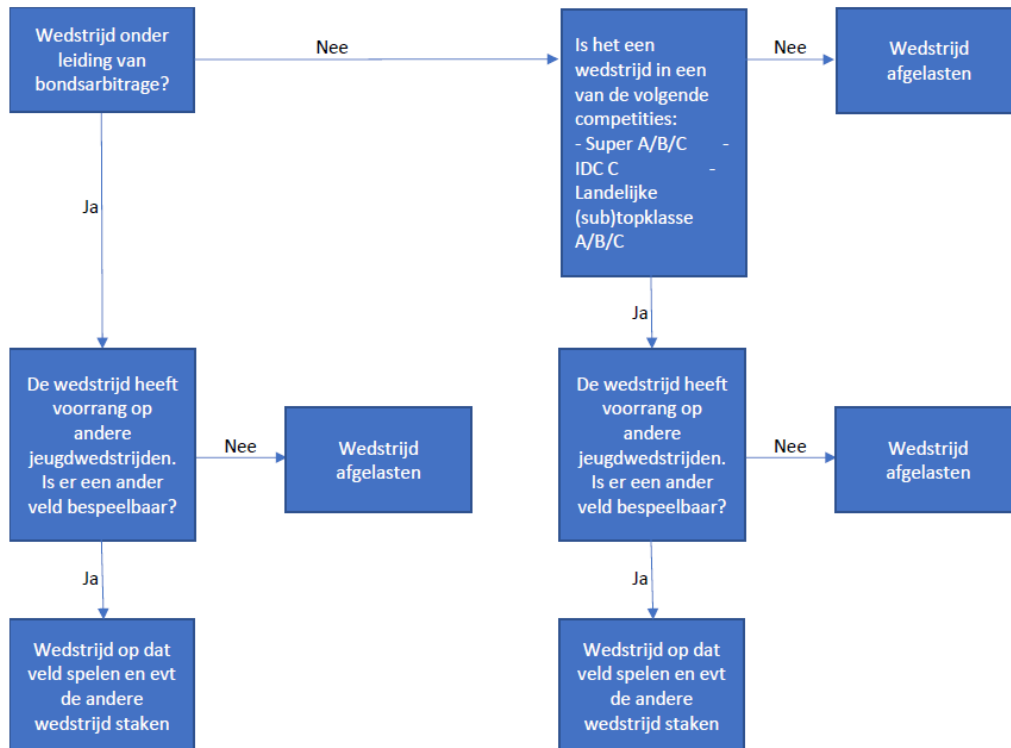 Wedstrijd onder
leiding van
bondsarbitrage?
Nee
Is het een
wedstrijd in een
van de volgende
competities:
- Super A/B/C -
IDC C -
Landelijke
(sub)topklasse
A/B/C
Nee
Wedstrijd
afgelasten
Ja
Ja
De wedstrijd heeft
voorrang op
andere
jeugdwedstrijden.
Is er een ander
veld bespeelbaar?
Nee
Wedstrijd
afgelasten
De wedstrijd heeft
voorrang op
andere
jeugdwedstrijden.
Is er een ander
veld bespeelbaar?
Nee
Wedstrijd
afgelasten
Ja
Ja
Wedstrijd op dat
veld spelen en evt
de andere
wedstrijd staken
Wedstrijd op dat
veld spelen en evt
de andere
wedstrijd staken